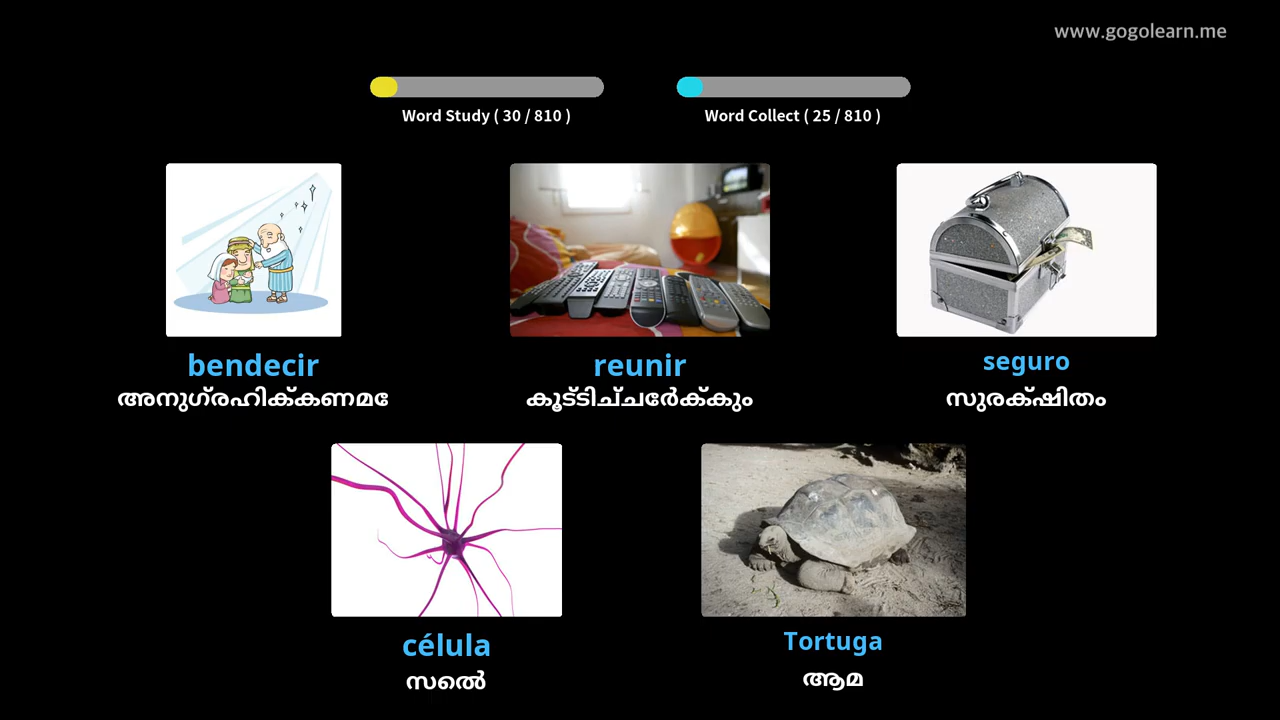 www.gogolearn.me
Word Study ( 30 / 810 )
Word Collect ( 25 / 810 )
bendecir
അനുഗ്രഹിക്കണമേ
reunir
കൂട്ടിച്ചേർക്കും
seguro
സുരക്ഷിതം
célula
സെൽ
Tortuga
ആമ